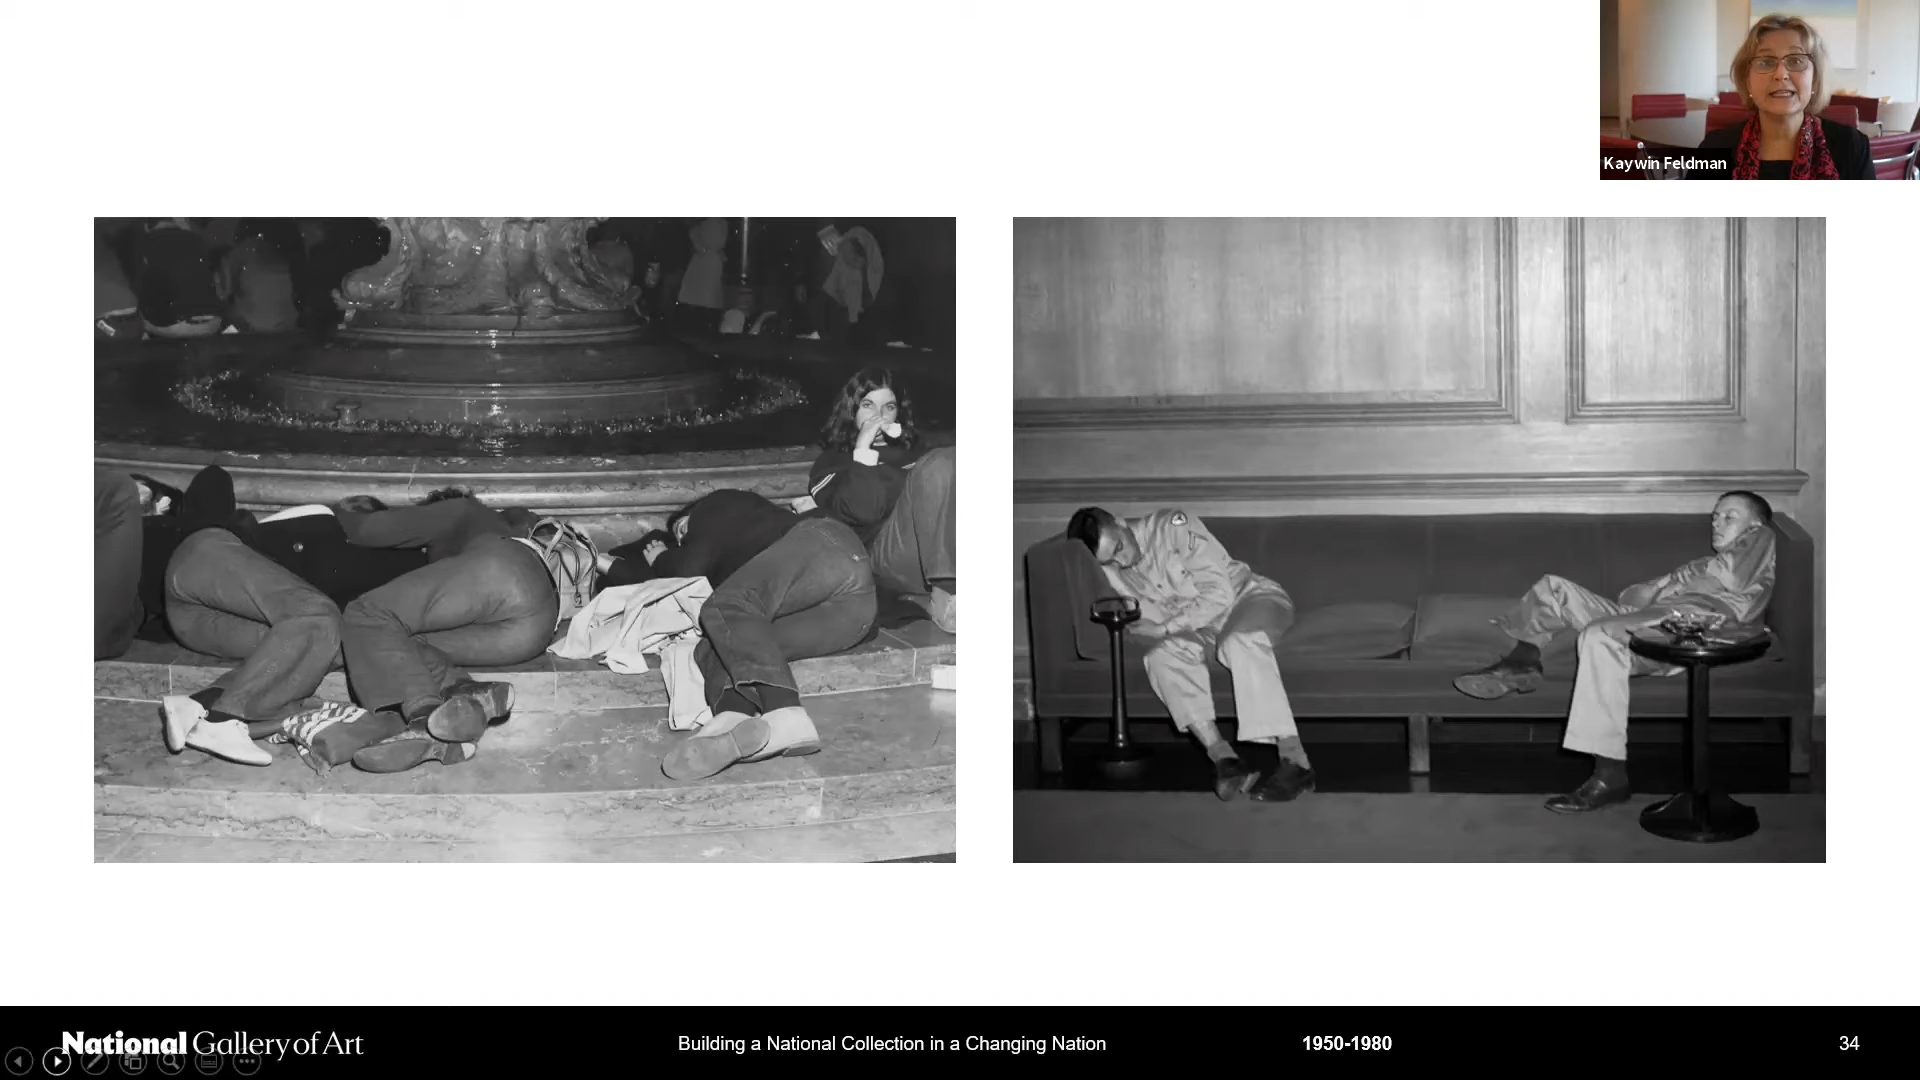 Kaywin Feldman
National Gallery of Art
Building a National Collection in a Changing Nation
1950-1980
34